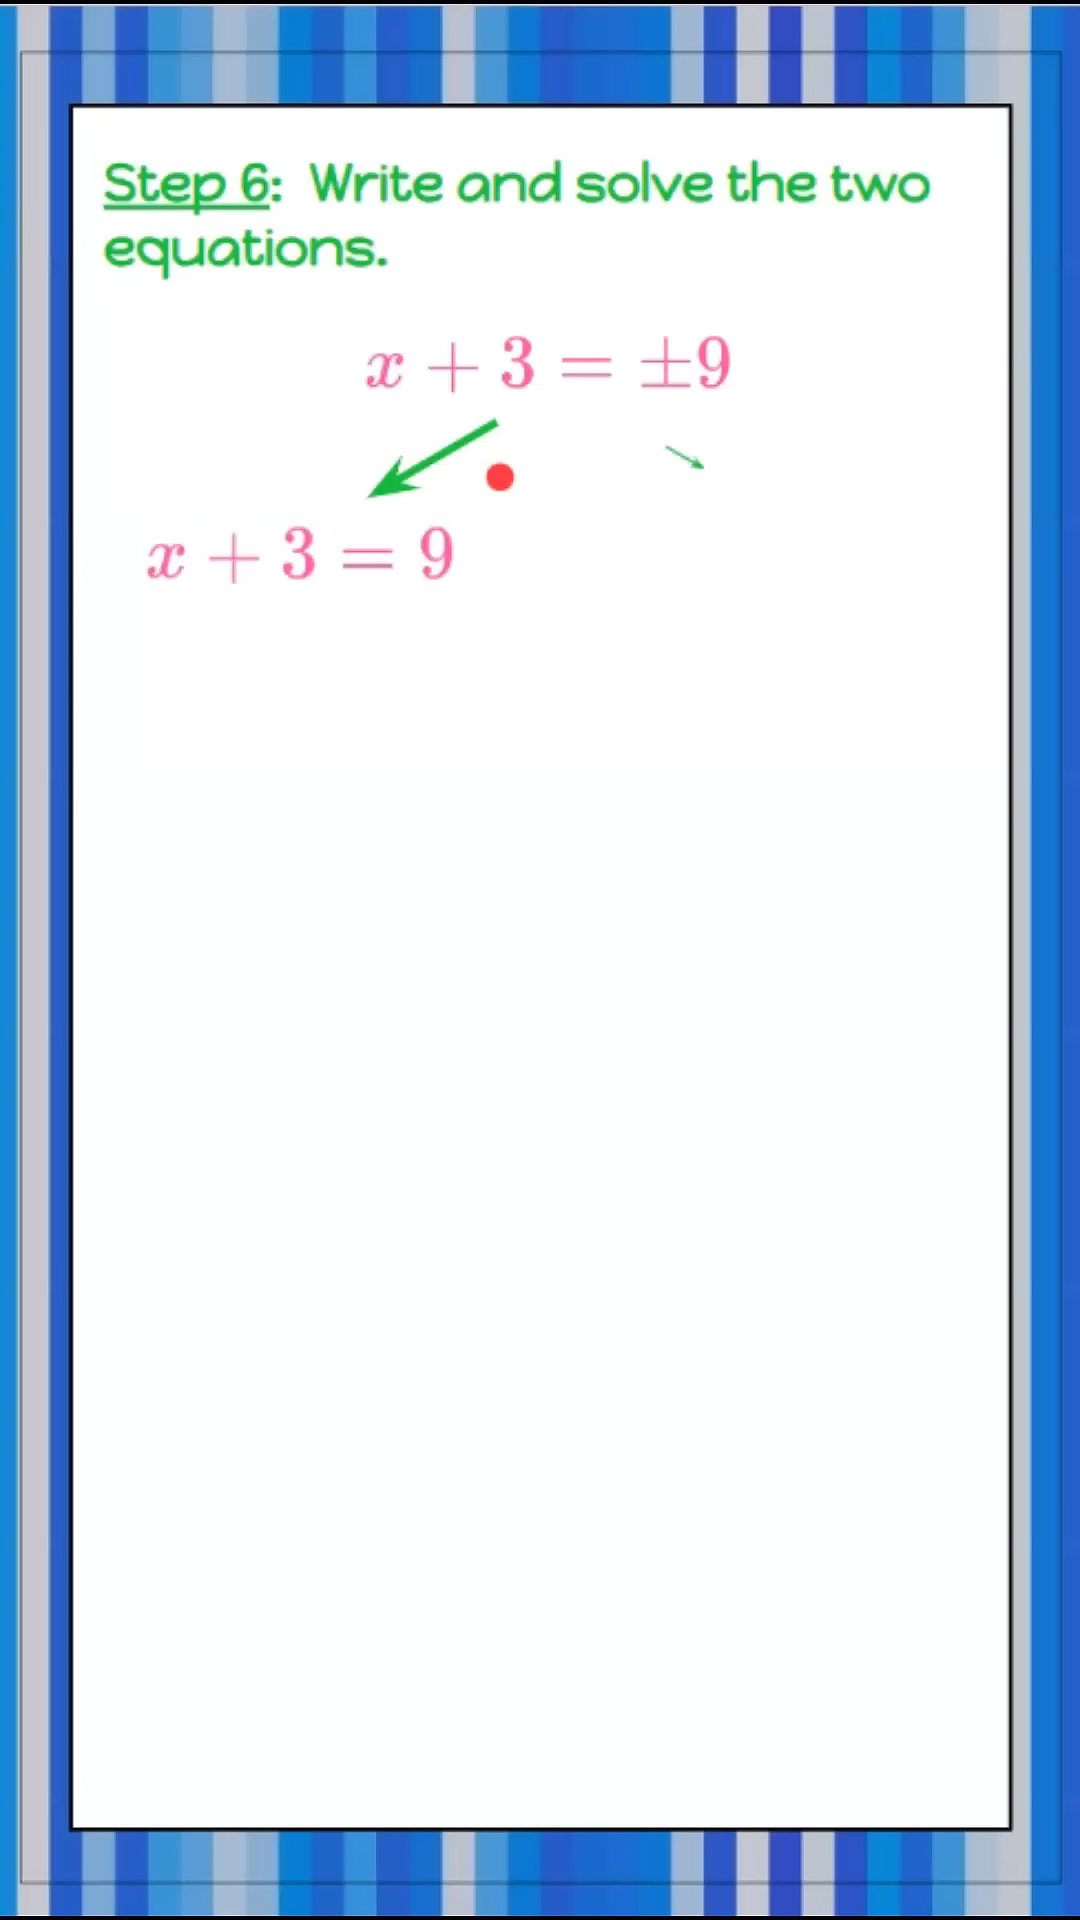 Step 6: Write and solve the two
equations.
x + 3 = ±9
x + 3 = 9